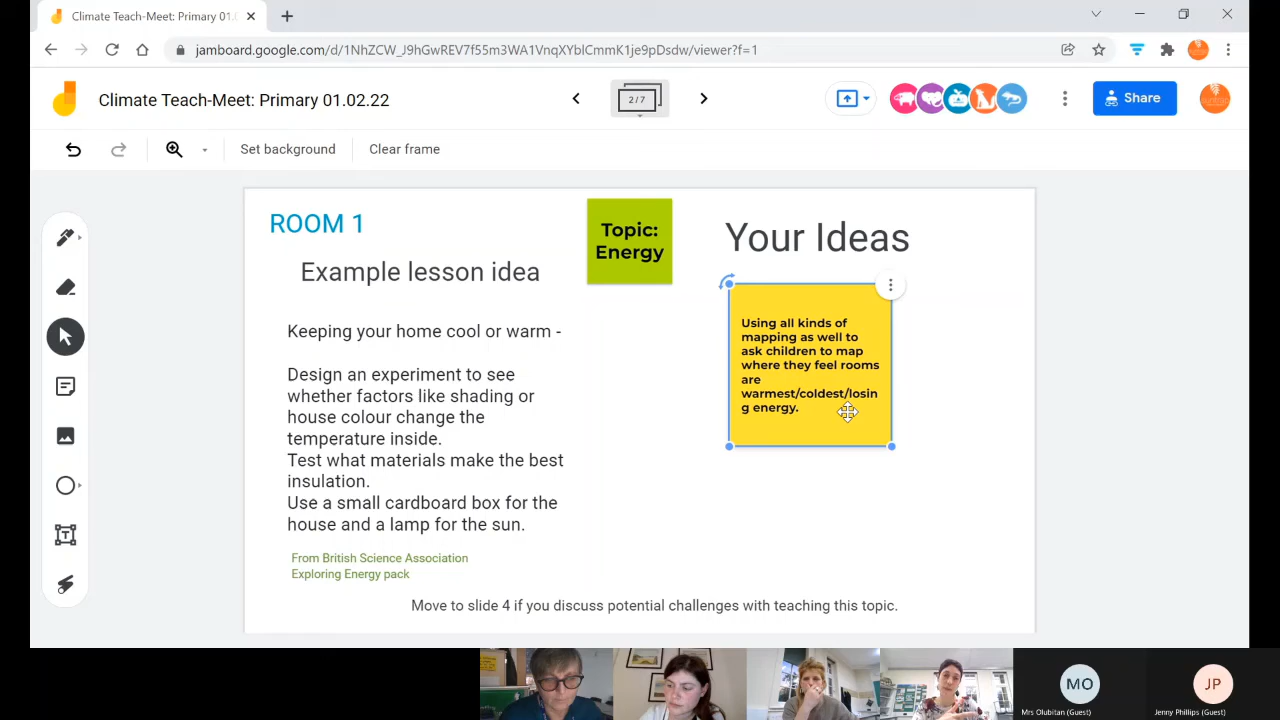 Climate Teach-Meet: Primary 01.0
jamboard.google.com/d/1NhZCW_J9hGwREV7f55m3WA1VnqXYblCmmK1je9pDsdw/viewer?f=1
Climate Teach-Meet: Primary 01.02.22
2/7
Share
Set background
Clear frame
ROOM 1
Example lesson idea
Keeping your home cool or warm -
Design an experiment to see
whether factors like shading or
house colour change the
temperature inside.
Test what materials make the best
insulation.
Use a small cardboard box for the
house and a lamp for the sun.
From British Science Association
Exploring Energy pack
Topic:
Energy
Your Ideas
Using all kinds of
mapping as well to
ask children to map
where they feel rooms
are
warmest/coldest/losin
g energy.
Move to slide 4 if you discuss potential challenges with teaching this topic.
MO
Mrs Olubitan (Guest)
JP
Jenny Phillips (Guest)